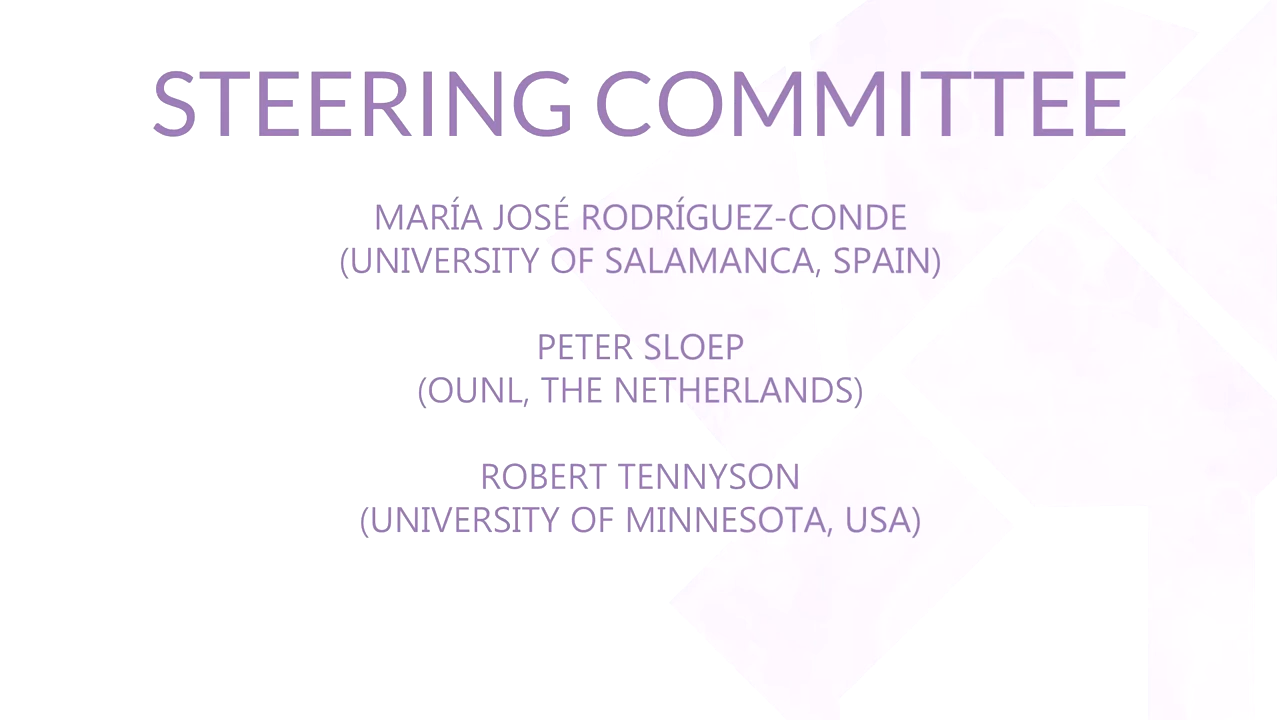 STEERING COMMITTEE
MARÍA JOSÉ RODRÍGUEZ-CONDE
(UNIVERSITY OF SALAMANCA, SPAIN)
PETER SLOEP
(OUNL, THE NETHERLANDS)
ROBERT TENNYSON
(UNIVERSITY OF MINNESOTA, USA)